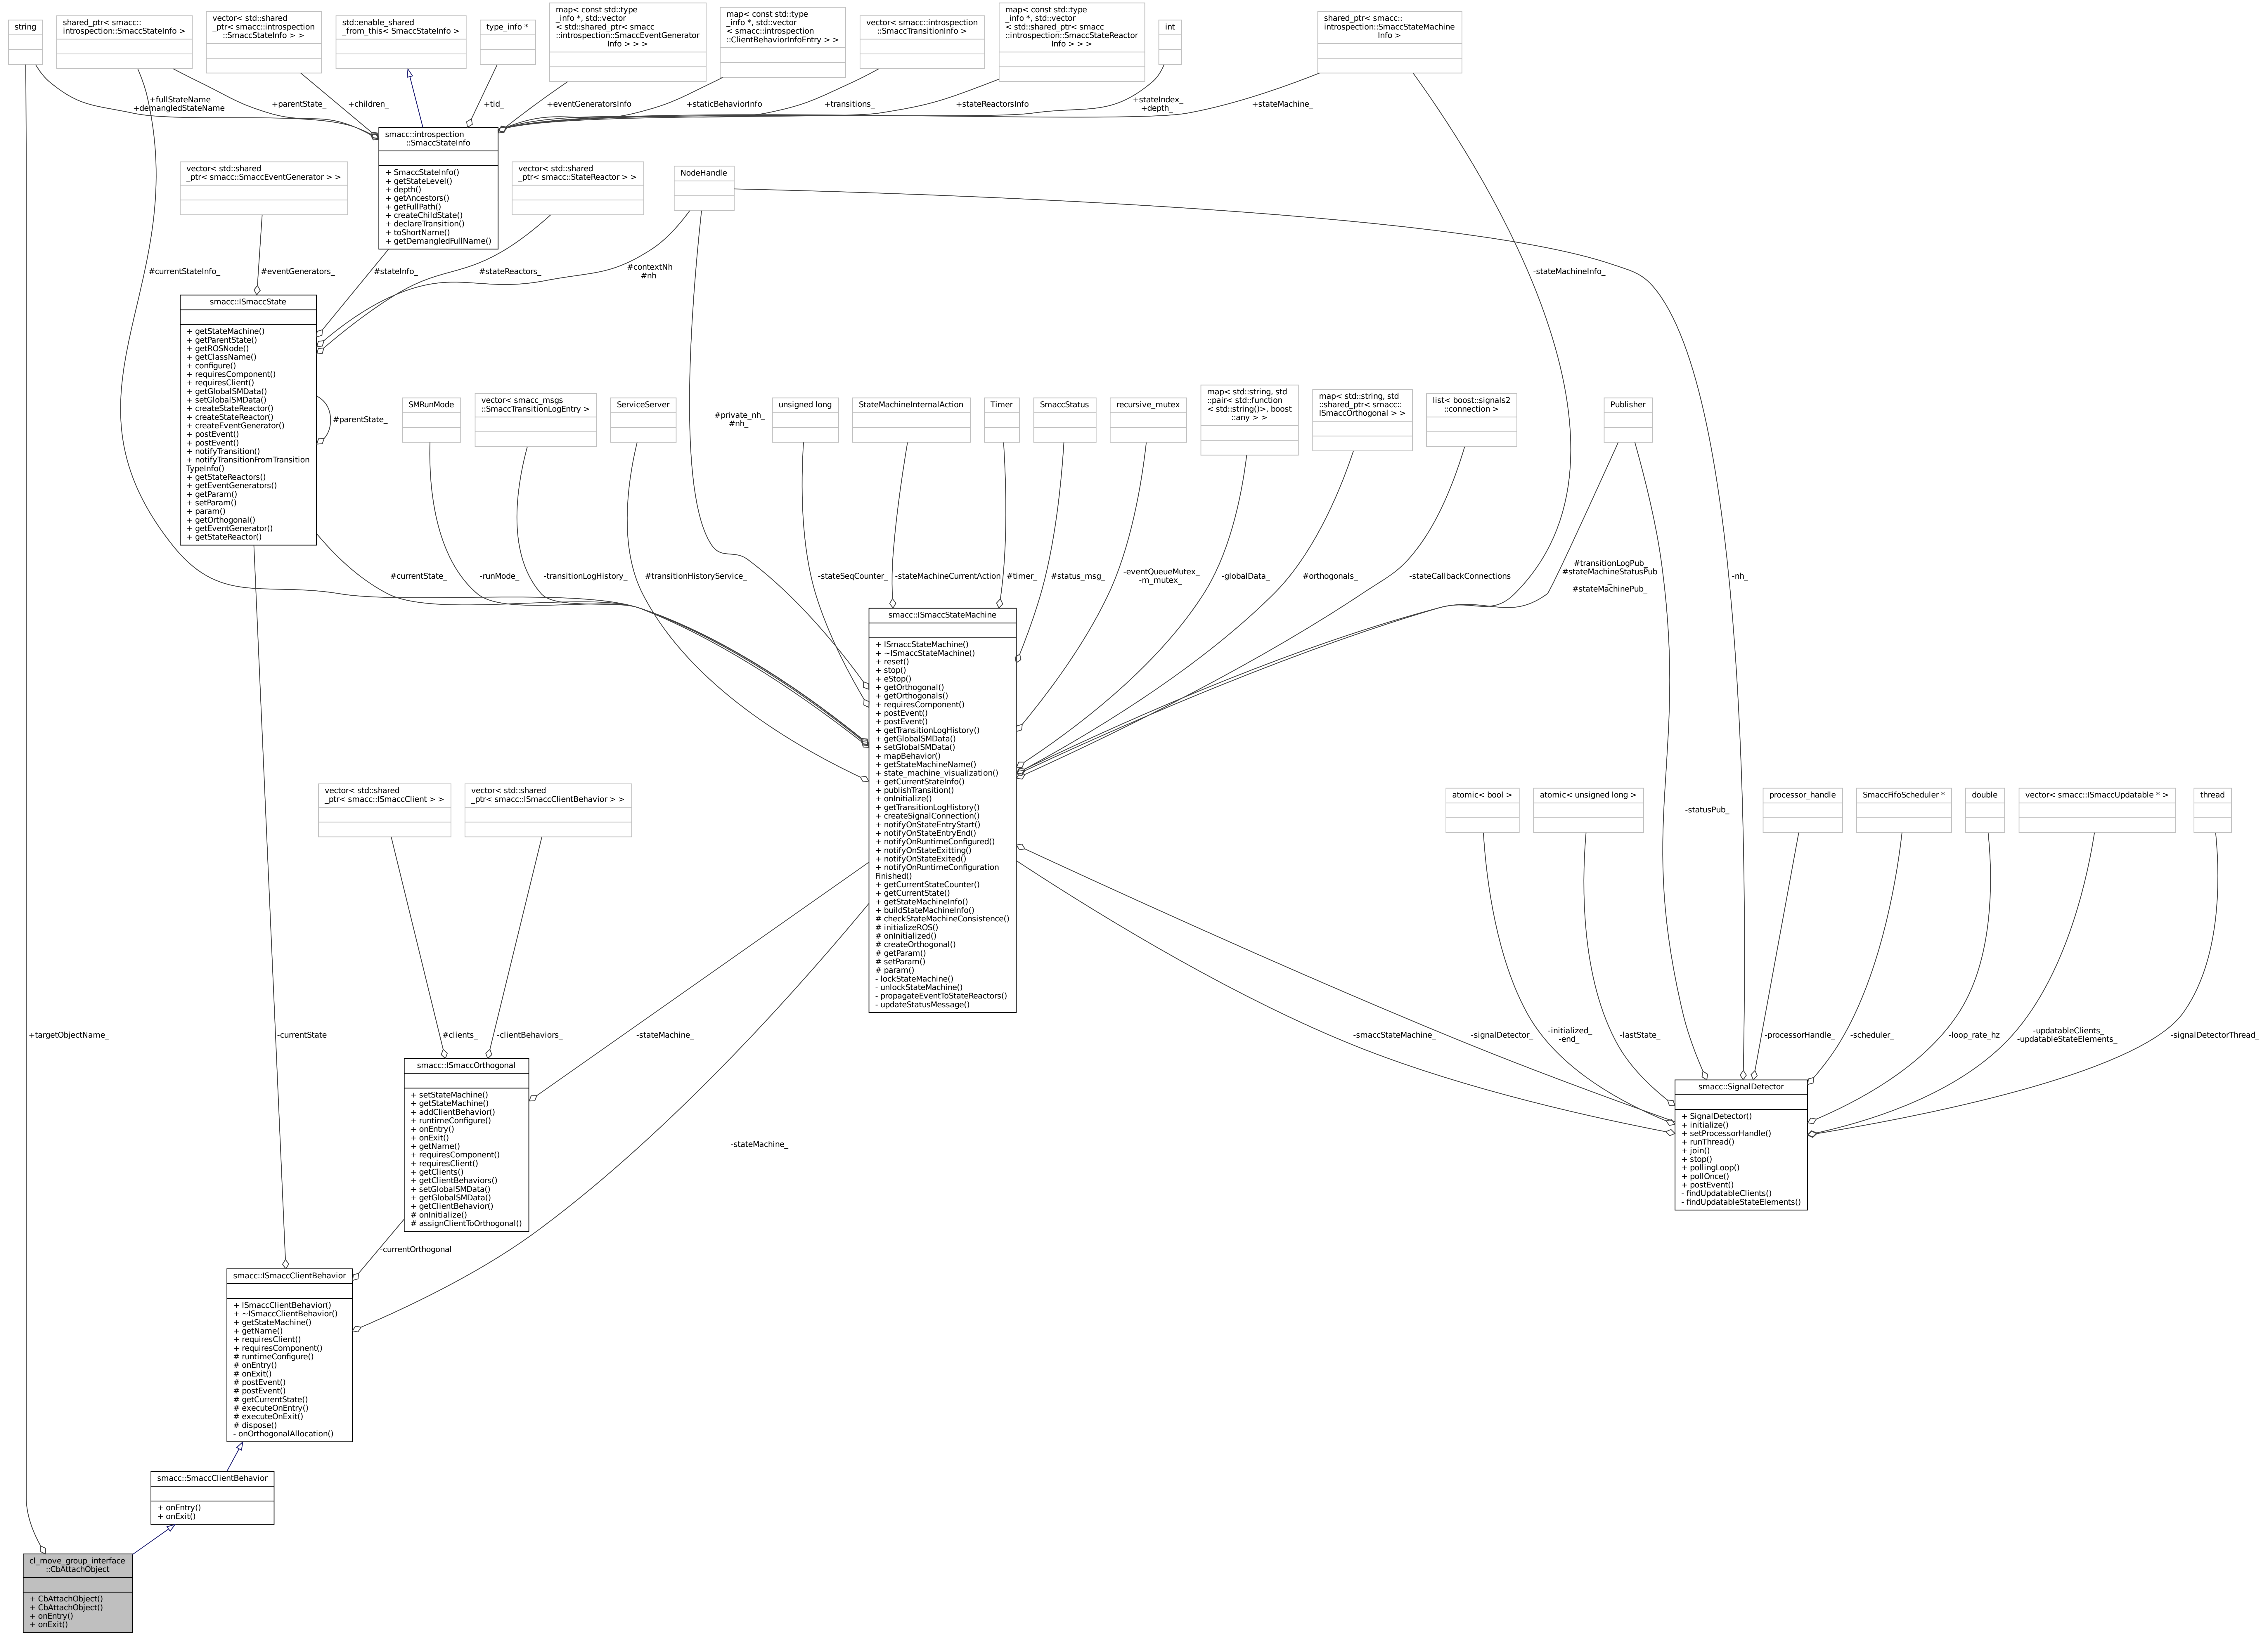 string
shared_ptr< smacc::
introspection::SmaccStateInfo >
vector< std::shared
_ptr< smacc::introspection
::SmaccStateInfo > >
std::enable_shared
_from_this< SmaccStateInfo >
type_info *
map< const std::type
_info *, std::vector
< std::shared_ptr< smacc
::introspection::SmaccEventGenerator
Info > > >
map< const std::type
_info *, std::vector
< smacc::introspection
::ClientBehaviorInfoEntry > >
vector< smacc::introspection
::SmaccTransitionInfo >
map< const std::type
_info *, std::vector
< std::shared_ptr< smacc
::introspection::SmaccStateReactor
Info > > >
int
shared_ptr< smacc::
introspection::SmaccStateMachine
Info >
+fullStateName
+demangledStateName
+parentState_
+children_
+tid_
+eventGeneratorsInfo
+staticBehaviorInfo
+transitions_
+stateReactorsInfo
+stateIndex_
+depth_
+stateMachine_
smacc::introspection
::SmaccStateInfo
+ SmaccStateInfo()
+ getStateLevel()
+ depth()
+ getAncestors()
+ getFullPath()
+ createChildState()
+ declareTransition()
+ toShortName()
+ getDemangledFullName()
vector< std::shared
_ptr< smacc::SmaccEventGenerator > >
vector< std::shared
_ptr< smacc::StateReactor > >
NodeHandle
#currentStateInfo_
#eventGenerators_
#stateInfo_
#stateReactors_
#contextNh
#nh
-stateMachineInfo_
smacc::ISmaccState
+ getStateMachine()
+ getParentState()
+ getROSNode()
+ getClassName()
+ configure()
+ requiresComponent()
+ requiresClient()
+ getGlobalSMData()
+ setGlobalSMData()
+ createStateReactor()
+ createStateReactor()
+ createEventGenerator()
+ postEvent()
+ postEvent()
+ notifyTransition()
+ notifyTransitionFromTransition
TypeInfo()
+ getStateReactors()
+ getEventGenerators()
+ getParam()
+ setParam()
+ param()
+ getOrthogonal()
+ getEventGenerator()
+ getStateReactor()
#parentState_
SMRunMode
vector< smacc_msgs
::SmaccTransitionLogEntry >
ServiceServer
#private_nh_
#nh_
unsigned long
StateMachineInternalAction
Timer
SmaccStatus
recursive_mutex
map< std::string, std
::pair< std::function
< std::string()>, boost
::any > >
map< std::string, std
::shared_ptr< smacc::
ISmaccOrthogonal > >
list< boost::signals2
::connection >
Publisher
#currentState_
-runMode_
-transitionLogHistory_
#transitionHistoryService_
-stateSeqCounter_
-stateMachineCurrentAction
#timer_
#status_msg_
-eventQueueMutex_
-m_mutex_
-globalData_
#orthogonals_
-stateCallbackConnections
#transitionLogPub_
#stateMachineStatusPub
_
#stateMachinePub_
-nh_
smacc::ISmaccStateMachine
+ ISmaccStateMachine()
+ ~ISmaccStateMachine()
+ reset()
+ stop()
+ eStop()
+ getOrthogonal()
+ getOrthogonals()
+ requiresComponent()
+ postEvent()
+ postEvent()
+ getTransitionLogHistory()
+ getGlobalSMData()
+ setGlobalSMData()
+ mapBehavior()
+ getStateMachineName()
+ state_machine_visualization()
+ getCurrentStateInfo()
+ publishTransition()
+ onInitialize()
+ getTransitionLogHistory()
+ createSignalConnection()
+ notifyOnStateEntryStart()
+ notifyOnStateEntryEnd()
+ notifyOnRuntimeConfigured()
+ notifyOnStateExitting()
+ notifyOnStateExited()
+ notifyOnRuntimeConfiguration
Finished()
+ getCurrentStateCounter()
+ getCurrentState()
+ getStateMachineInfo()
+ buildStateMachineInfo()
# checkStateMachineConsistence()
# initializeROS()
# onInitialized()
# createOrthogonal()
# getParam()
# setParam()
# param()
- lockStateMachine()
- unlockStateMachine()
- propagateEventToStateReactors()
- updateStatusMessage()
vector< std::shared
_ptr< smacc::ISmaccClient > >
vector< std::shared
_ptr< smacc::ISmaccClientBehavior > >
atomic< bool >
atomic< unsigned long >
processor_handle
SmaccFifoScheduler *
double
vector< smacc::ISmaccUpdatable * >
thread
-statusPub_
+targetObjectName_
-currentState
#clients_
-clientBehaviors_
-stateMachine_
-smaccStateMachine_
-signalDetector_
-initialized_
-end_
-lastState_
-processorHandle_
-scheduler_
-loop_rate_hz
-updatableClients_
-updatableStateElements_
-signalDetectorThread_
smacc::ISmaccOrthogonal
+ setStateMachine()
+ getStateMachine()
+ addClientBehavior()
+ runtimeConfigure()
+ onEntry()
+ onExit()
+ getName()
+ requiresComponent()
+ requiresClient()
+ getClients()
+ getClientBehaviors()
+ setGlobalSMData()
+ getGlobalSMData()
+ getClientBehavior()
# onInitialize()
# assignClientToOrthogonal()
smacc::SignalDetector
+ SignalDetector()
+ initialize()
+ setProcessorHandle()
+ runThread()
+ join()
+ stop()
+ pollingLoop()
+ pollOnce()
+ postEvent()
- findUpdatableClients()
- findUpdatableStateElements()
-stateMachine_
-currentOrthogonal
smacc::ISmaccClientBehavior
+ ISmaccClientBehavior()
+ ~ISmaccClientBehavior()
+ getStateMachine()
+ getName()
+ requiresClient()
+ requiresComponent()
# runtimeConfigure()
# onEntry()
# onExit()
# postEvent()
# postEvent()
# getCurrentState()
# executeOnEntry()
# executeOnExit()
# dispose()
- onOrthogonalAllocation()
smacc::SmaccClientBehavior
+ onEntry()
+ onExit()
cl_move_group_interface
::CbAttachObject
+ CbAttachObject()
+ CbAttachObject()
+ onEntry()
+ onExit()